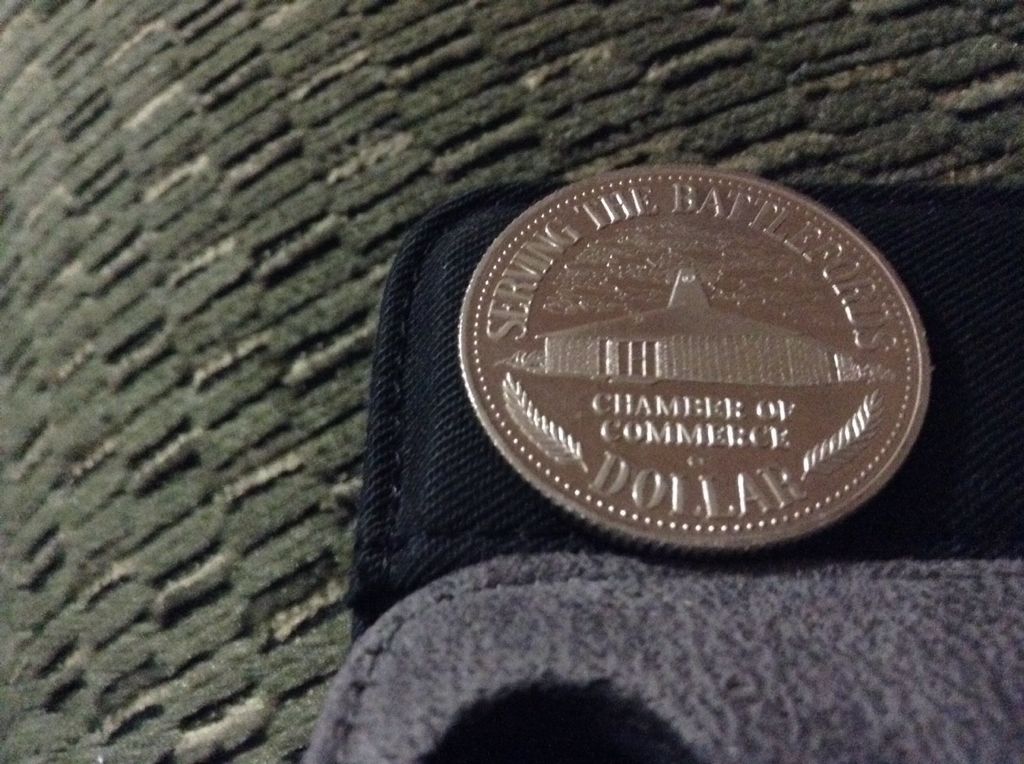 SERVING THE BATTLEFORDS
CHAMBER OF
COMMERCE
DOLLAR